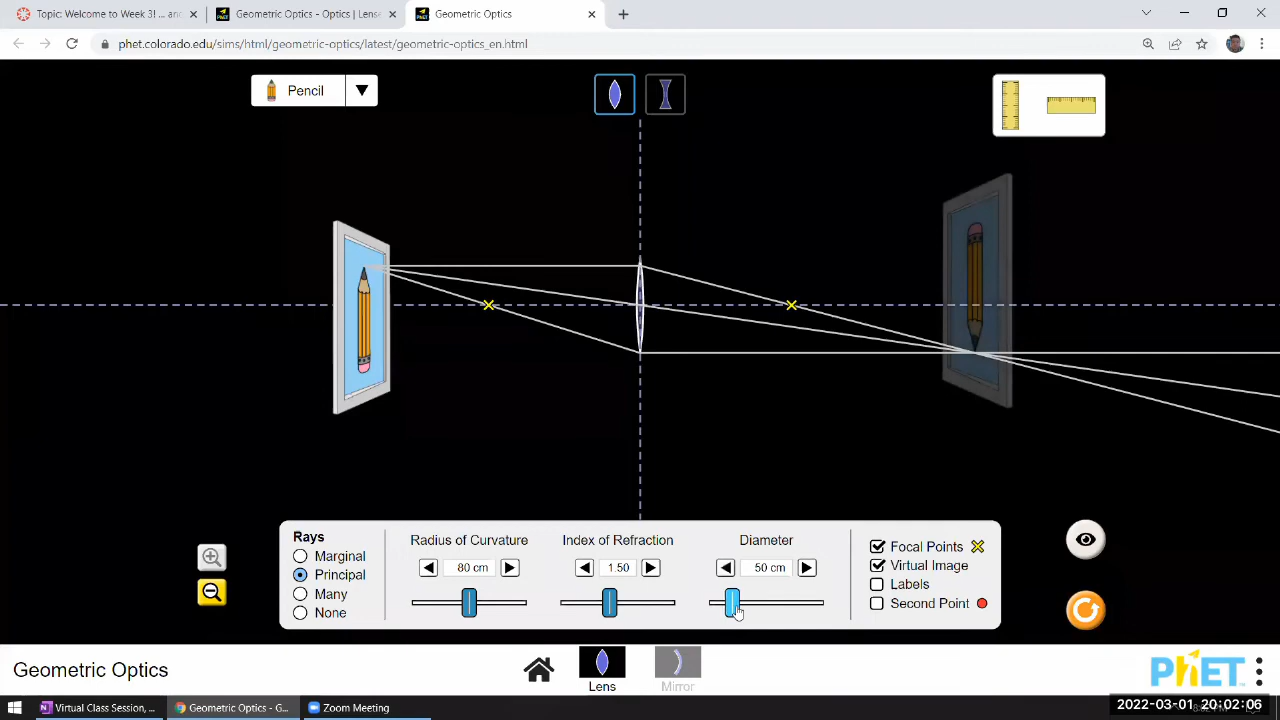 Topic: Welcome to Week 3! ... and
Geometric Optics - Optics | Lens
Geometric Optics
phet.colorado.edu/sims/html/geometric-optics/latest/geometric-optics_en.html
Pencil
Rays
Marginal
Principal
Many
None
Radius of Curvature
80 cm
Index of Refraction
1.50
Diameter
50 cm
Focal Points
Virtual Image
Labels
Second Point
Geometric Optics
Lens
Mirror
PhET
Virtual Class Session, ...
Geometric Optics - G...
Zoom Meeting
2022-03-01 20:02:06